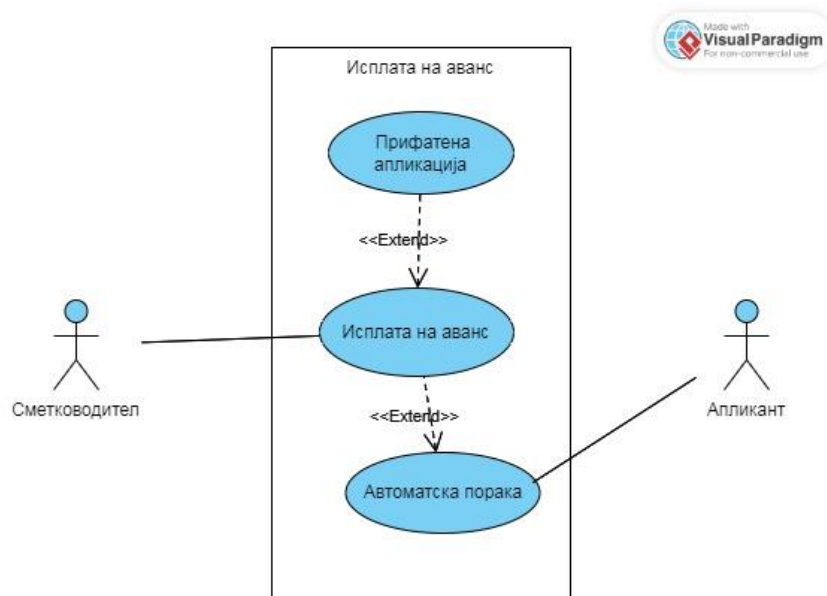 Made with
Visual Paradigm
For non-commercial use
Исплата на аванс
Прифатена
апликација
<<Extend>>
Исплата на аванс
Сметководител
Апликант
<<Extend>>
Автоматска порака